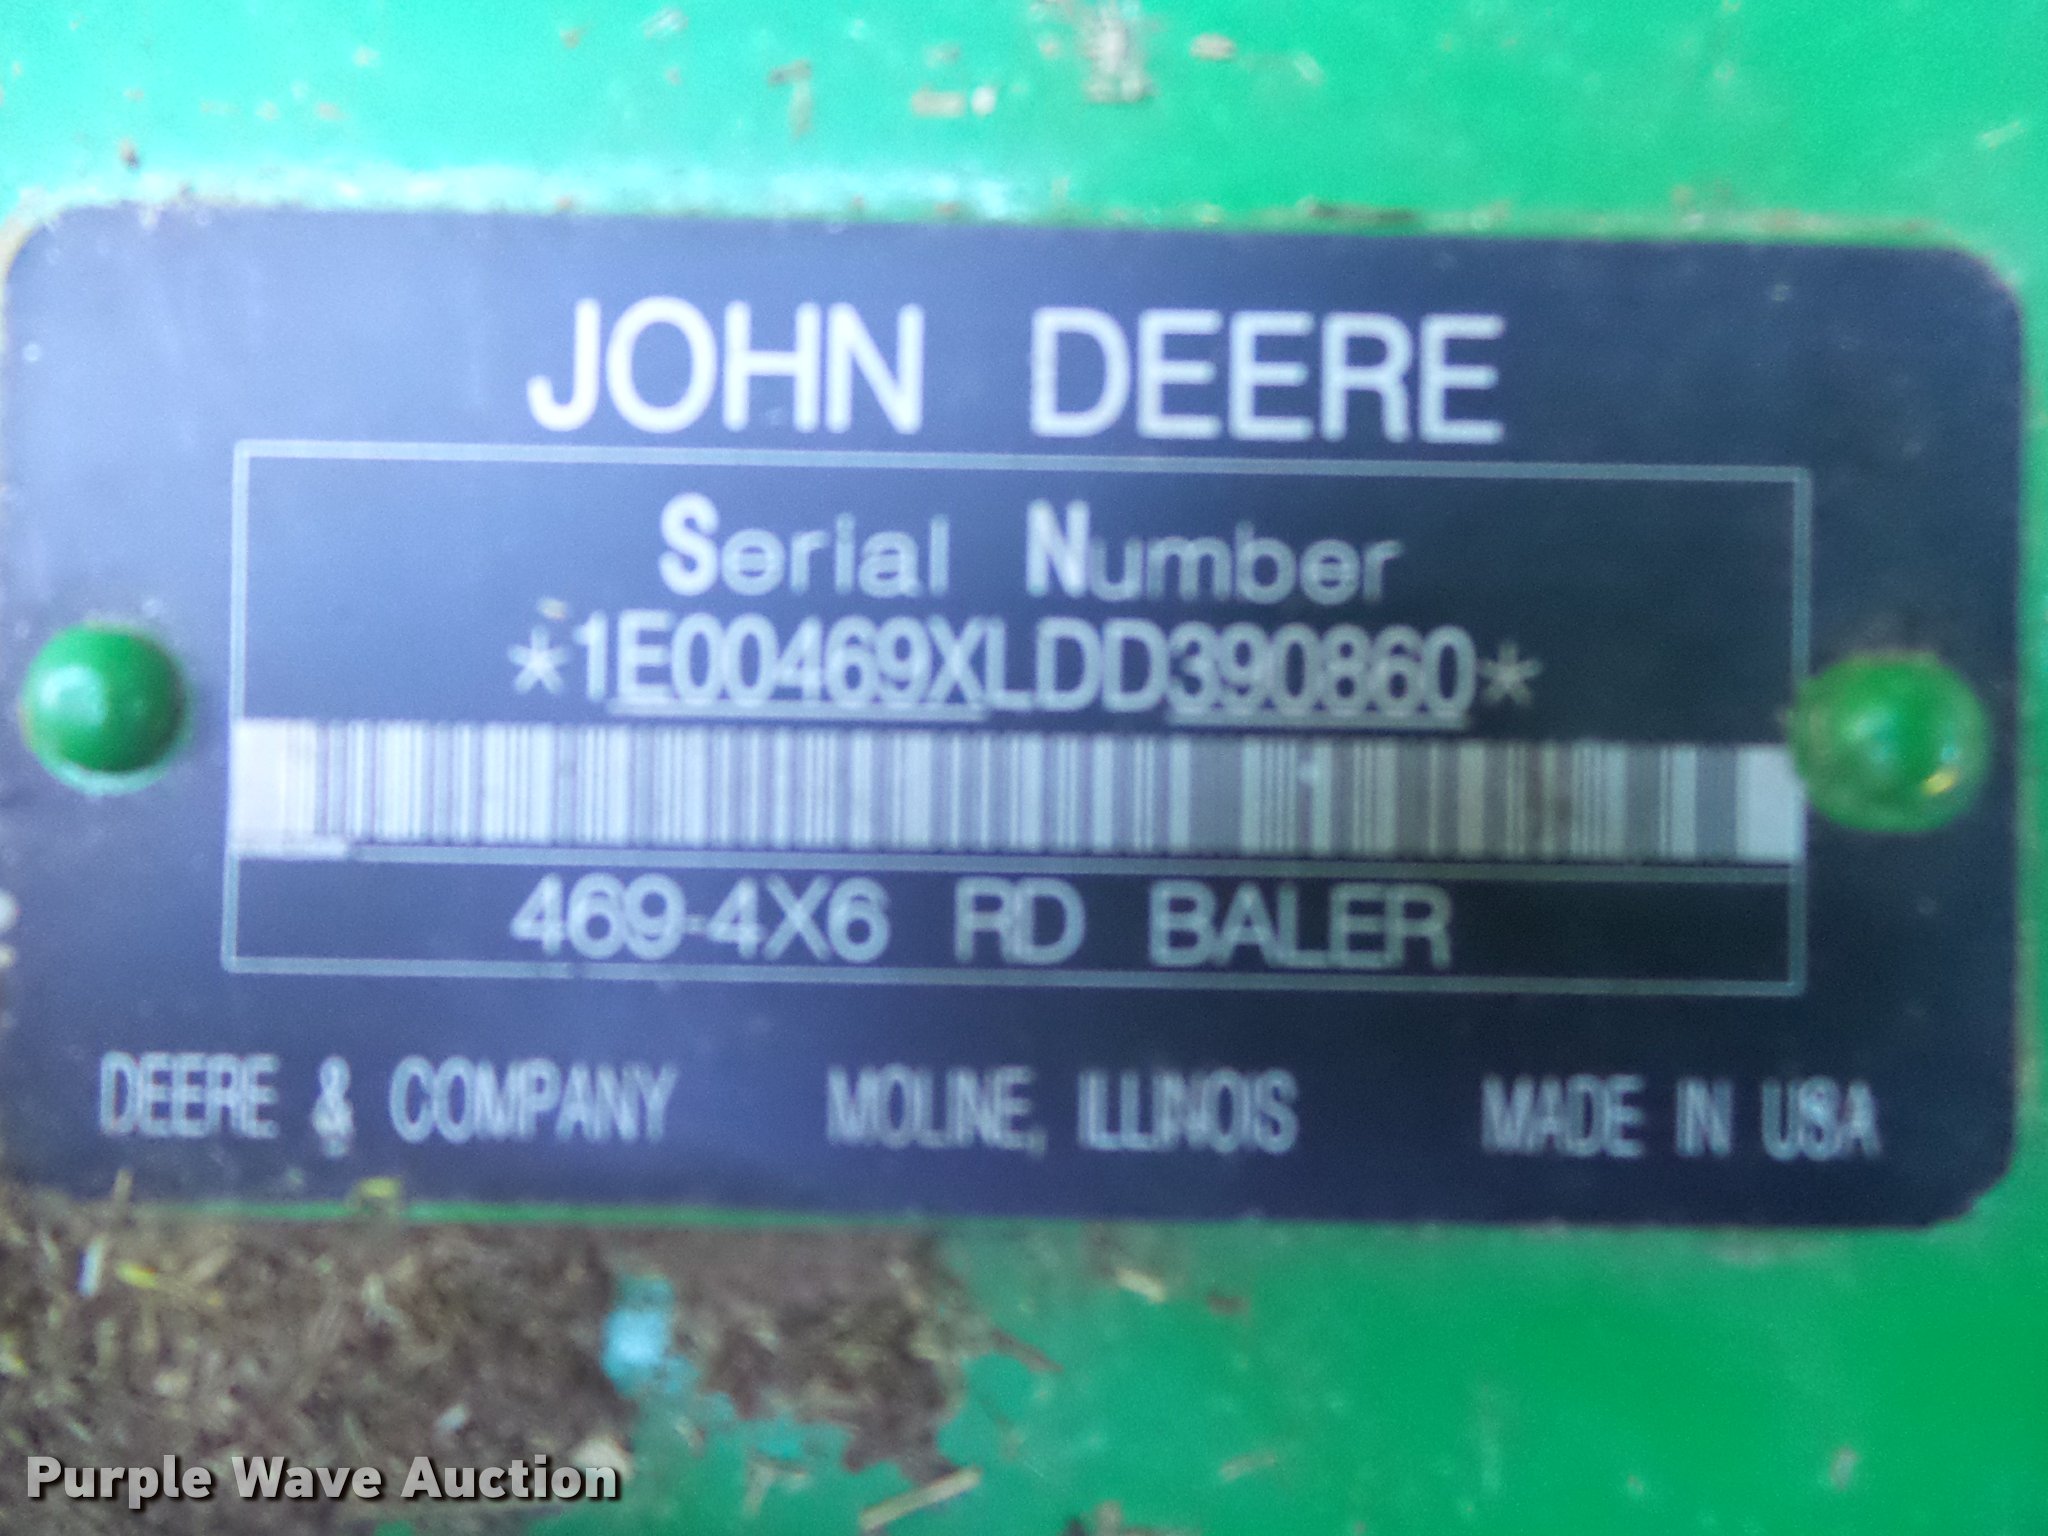 JOHN DEERE
Serial Number
*1E00469XLDD390860*
469-4X6 RD BALER
DEERE & COMPANY MOLINE, ILLINOIS MADE IN USA
Purple Wave Auction